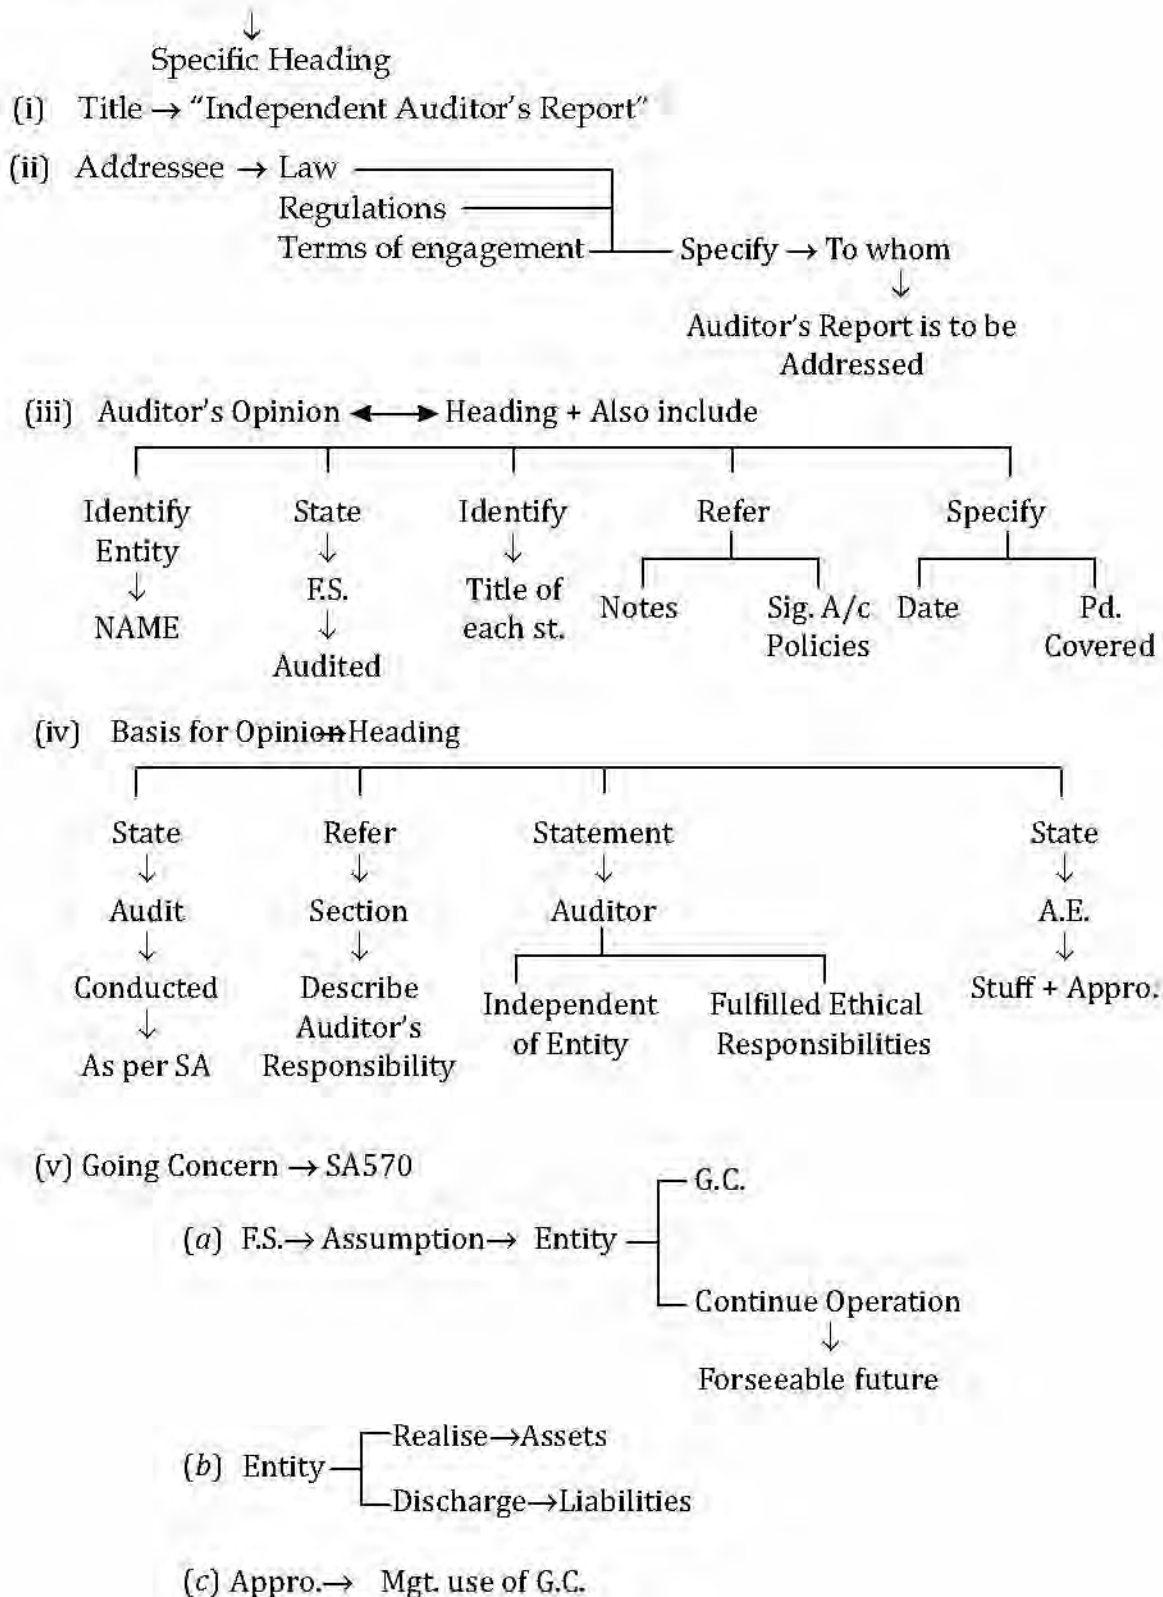 ↓
Specific Heading
(i) Title → "Independent Auditor's Report"
(ii) Addressee → Law
Regulations
Terms of engagement — Specify → To whom
↓
Auditor's Report is to be
Addressed
(iii) Auditor's Opinion ↔ Heading + Also include
Identify State Identify Refer Specify
Entity ↓ ↓
↓ F.S. Title of Notes Sig. A/c Date Pd.
NAME ↓ each st. Policies Covered
Audited
(iv) Basis for Opinion→Heading
State Refer Statement State
↓ ↓ ↓ ↓
Audit Section Auditor A.E.
↓ ↓ ↓
Conducted Describe Independent Fulfilled Ethical Stuff + Appro.
↓ Auditor's of Entity Responsibilities
As per SA Responsibility
(v) Going Concern → SA570
G.C.
(a) F.S.→ Assumption→ Entity
Continue Operation
↓
Forseeable future
Realise→Assets
(b) Entity
Discharge→Liabilities
(c) Appro.→ Mgt. use of G.C.